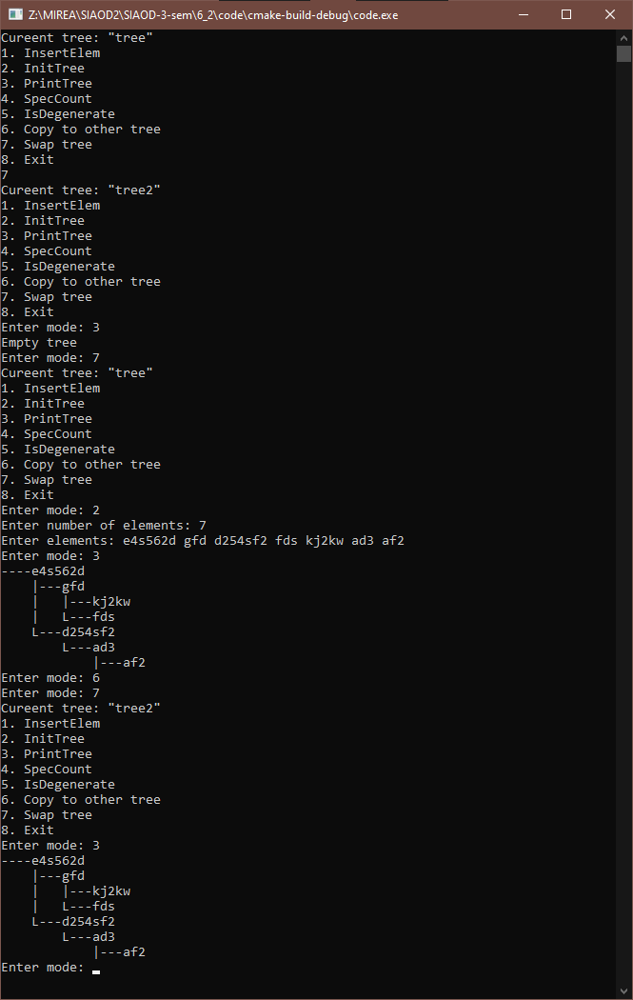 Z:\MIREA\SIAOD2\SIAOD-3-sem\6_2\code\cmake-build-debug\code.exe
Cureent tree: "tree"
1. InsertElem
2. InitTree
3. PrintTree
4. SpecCount
5. IsDegenerate
6. Copy to other tree
7. Swap tree
8. Exit
7
Cureent tree: "tree2"
1. InsertElem
2. InitTree
3. PrintTree
4. SpecCount
5. IsDegenerate
6. Copy to other tree
7. Swap tree
8. Exit
Enter mode: 3
Empty tree
Enter mode: 7
Cureent tree: "tree"
1. InsertElem
2. InitTree
3. PrintTree
4. SpecCount
5. IsDegenerate
6. Copy to other tree
7. Swap tree
8. Exit
Enter mode: 2
Enter number of elements: 7
Enter elements: e4s562d gfd d254sf2 fds kj2kw ad3 af2
Enter mode: 3
----e4s562d
    |---gfd
    |   |---kj2kw
    |   L---fds
    L---d254sf2
        L---ad3
            |---af2
Enter mode: 6
Enter mode: 7
Cureent tree: "tree2"
1. InsertElem
2. InitTree
3. PrintTree
4. SpecCount
5. IsDegenerate
6. Copy to other tree
7. Swap tree
8. Exit
Enter mode: 3
----e4s562d
    |---gfd
    |   |---kj2kw
    |   L---fds
    L---d254sf2
        L---ad3
            |---af2
Enter mode: